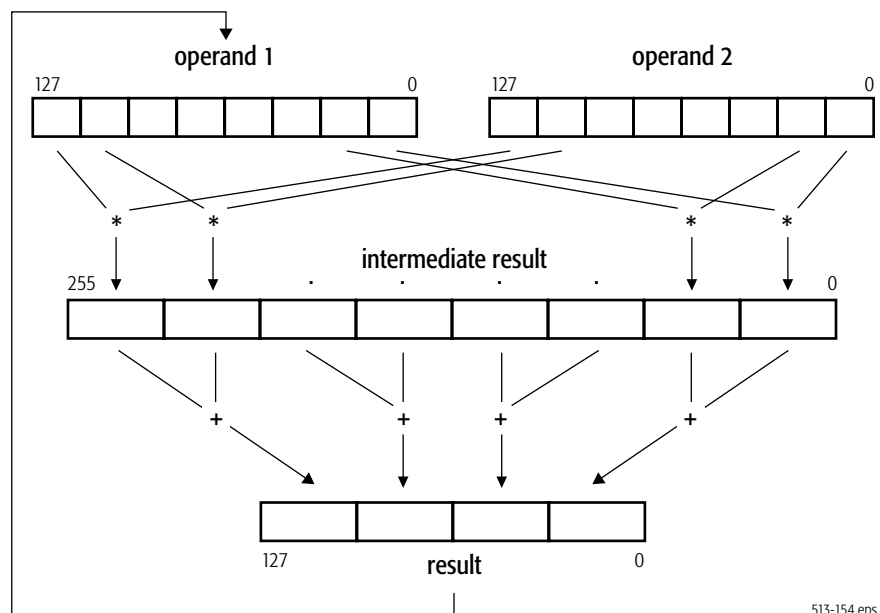 operand 1 operand 2
127 0 127 0
* * * *
intermediate result
255 . . . . 0
+ + + +
127 result 0
513-154.eps